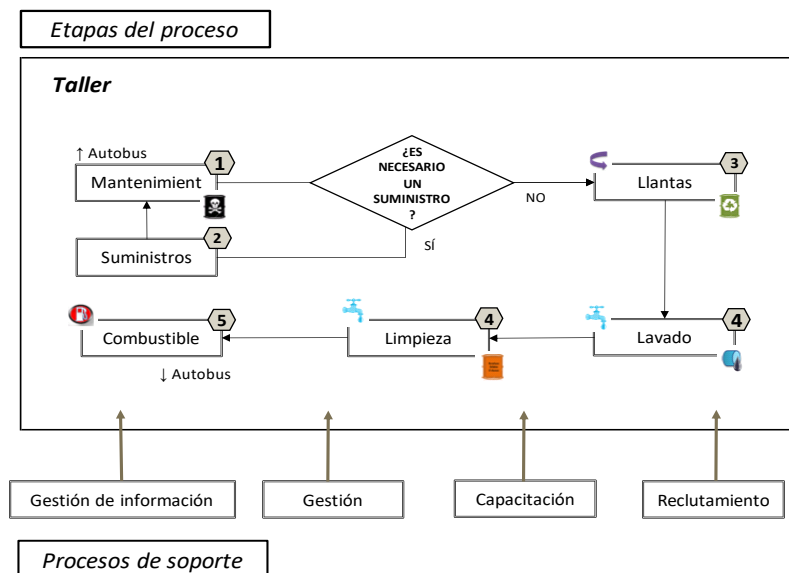 Etapas del proceso
Taller
↑ Autobus
1
Mantenimient
2
Suministros
¿ES
NECESARIO
UN
SUMINISTRO
?
NO
SÍ
3
Llantas
5
Combustible
↓ Autobus
4
Limpieza
4
Lavado
Gestión de información
Gestión
Capacitación
Reclutamiento
Procesos de soporte